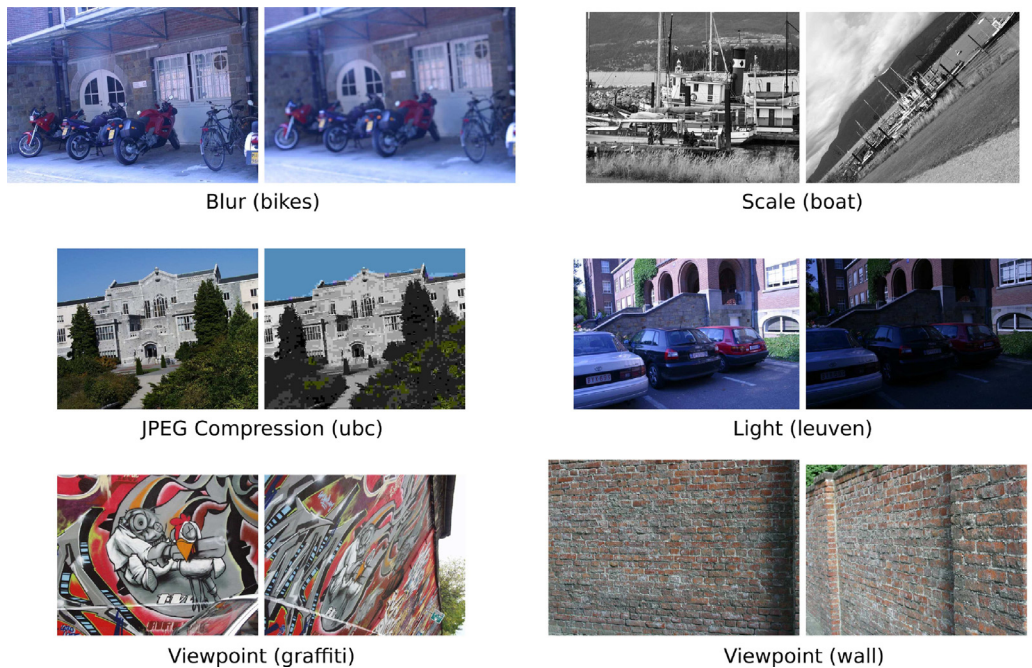 Blur (bikes)
Scale (boat)
JPEG Compression (ubc)
Light (leuven)
Viewpoint (graffiti)
Viewpoint (wall)